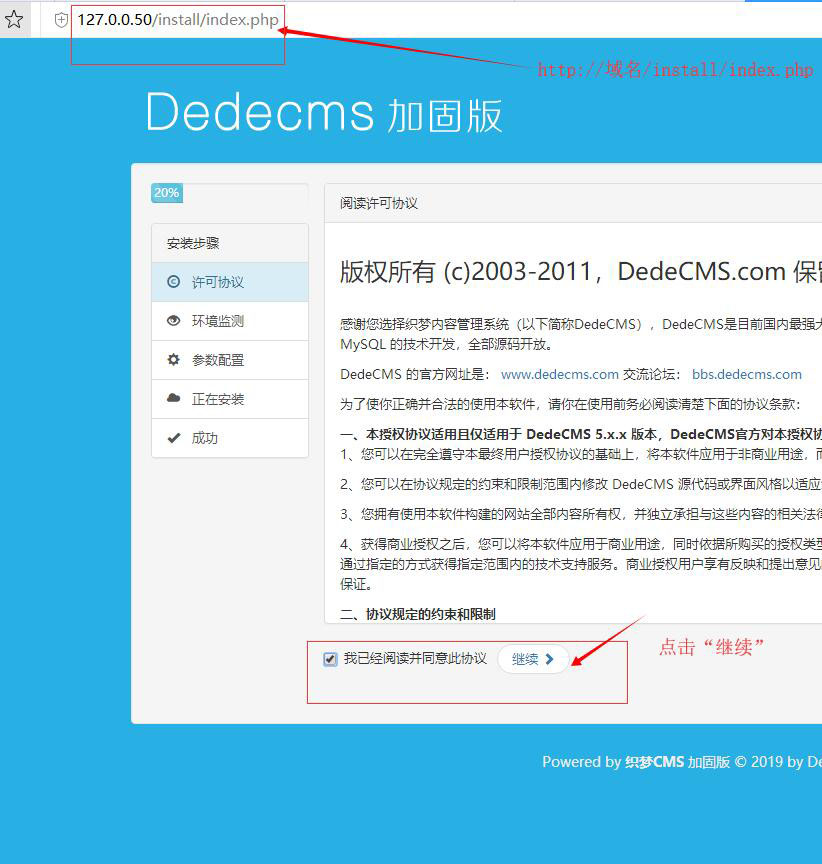 127.0.0.50/install/index.php
http://域名/install/index.php
Dedecms 加固版
20%
安装步骤
许可协议
环境监测
参数配置
正在安装
成功
阅读许可协议
版权所有 (c)2003-2011，DedeCMS.com 保
感谢您选择织梦内容管理系统（以下简称DedeCMS），DedeCMS是目前国内最强
MySQL 的技术开发，全部源码开放。
DedeCMS 的官方网址是： www.dedecms.com 交流论坛： bbs.dedecms.com
为了使你正确并合法的使用本软件，请你在使用前务必阅读清楚下面的协议条款：
一、本授权协议适用且仅适用于 DedeCMS 5.x.x 版本，DedeCMS官方对本授权
1、您可以在完全遵守本最终用户授权协议的基础上，将本软件应用于非商业用途，
2、您可以在协议规定的约束和限制范围内修改 DedeCMS 源代码或界面风格以适应
3、您拥有使用本软件构建的网站全部内容所有权，并独立承担与这些内容的相关法
4、获得商业授权之后，您可以将本软件应用于商业用途，同时依据所购买的授权类
通过指定的方式获得指定范围内的技术支持服务。商业授权用户享有反映和提出意见
保证。
二、协议规定的约束和限制
我已经阅读并同意此协议
继续
点击“继续”
Powered by 织梦CMS 加固版 © 2019 by De